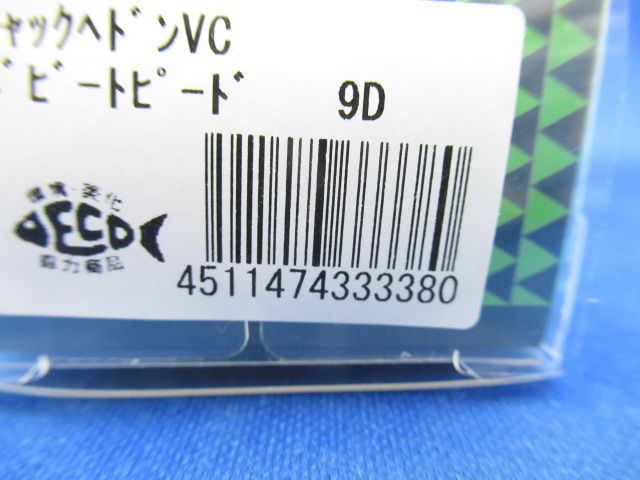 ャックヘドンVC
ビートピード 9D
環境・美化
ECO
協力商品
4511474333380